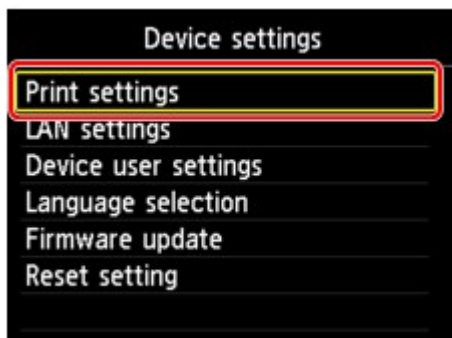 Device settings
Print settings
LAN settings
Device user settings
Language selection
Firmware update
Reset setting